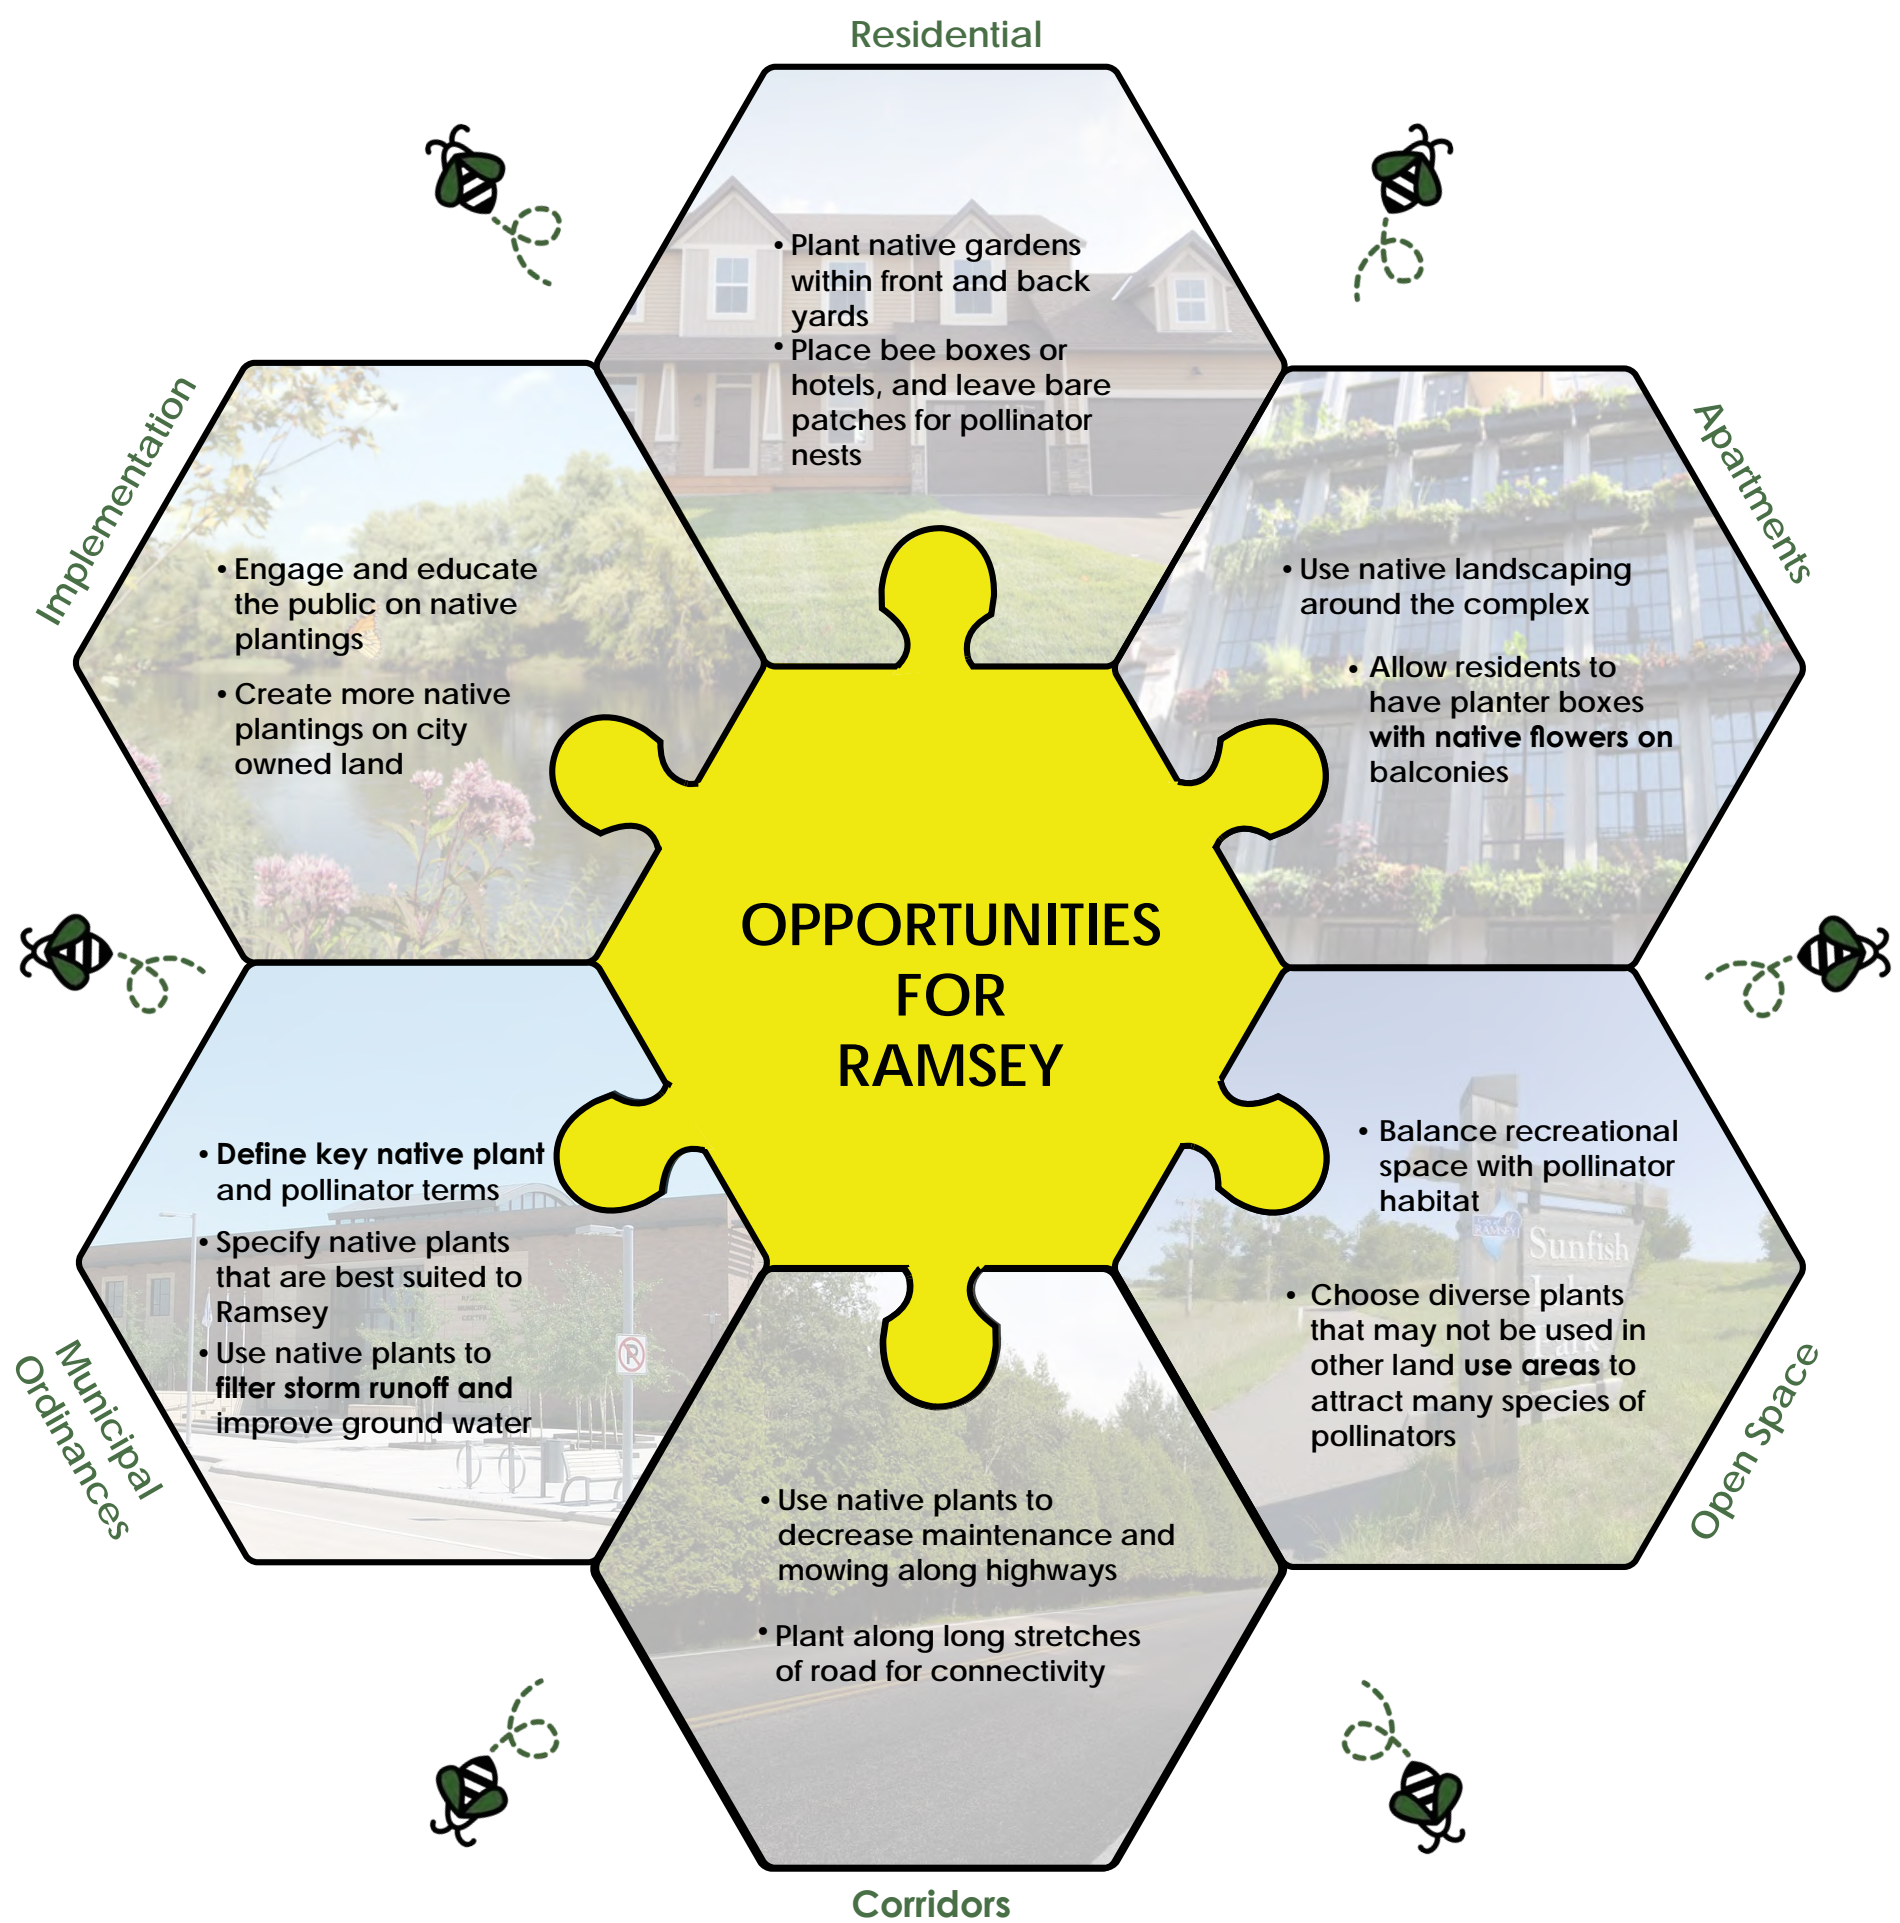 Residential
• Plant native gardens
within front and back
yards
• Place bee boxes or
hotels, and leave bare
patches for pollinator
nests
Apartments
• Use native landscaping
around the complex
• Allow residents to
have planter boxes
with native flowers on
balconies
Open Space
• Balance recreational
space with pollinator
habitat
• Choose diverse plants
that may not be used in
other land use areas to
attract many species of
pollinators
Sunfish
Park
Corridors
• Use native plants to
decrease maintenance and
mowing along highways
• Plant along long stretches
of road for connectivity
Municipal
Ordinances
• Define key native plant
and pollinator terms
• Specify native plants
that are best suited to
Ramsey
• Use native plants to
filter storm runoff and
improve ground water
P
Implementation
• Engage and educate
the public on native
plantings
• Create more native
plantings on city
owned land
OPPORTUNITIES
FOR
RAMSEY